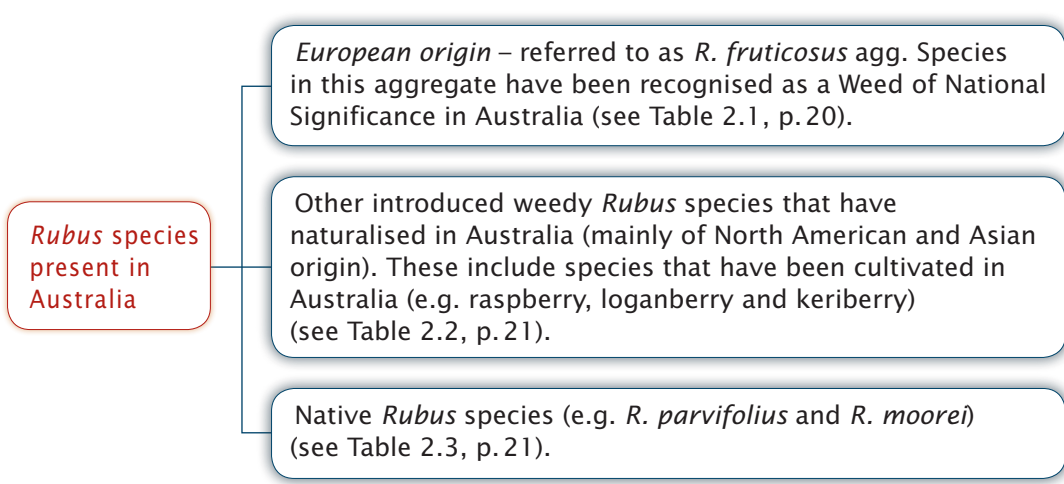 Rubus species
present in
Australia
European origin – referred to as R. fruticosus agg. Species
in this aggregate have been recognised as a Weed of National
Significance in Australia (see Table 2.1, p. 20).
Other introduced weedy Rubus species that have
naturalised in Australia (mainly of North American and Asian
origin). These include species that have been cultivated in
Australia (e.g. raspberry, loganberry and keriberry)
(see Table 2.2, p. 21).
Native Rubus species (e.g. R. parvifolius and R. moorei)
(see Table 2.3, p. 21).